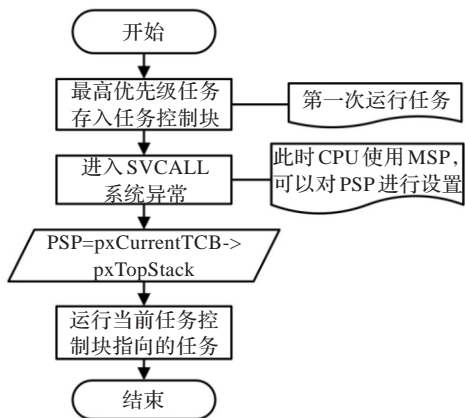 开始
最高优先级任务
存入任务控制块
第一次运行任务
进入SVCALL
系统异常
此时CPU使用MSP，
可以对PSP进行设置
PSP=pxCurrentTCB->
pxTopStack
运行当前任务控
制块指向的任务
结束